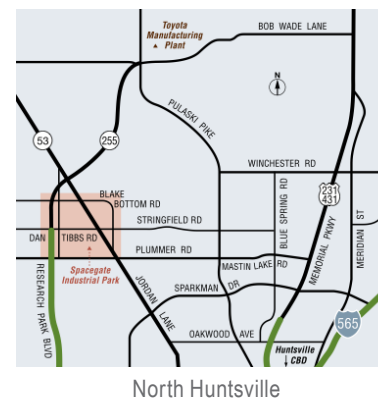 Toyota
Manufacturing
Plant
BOB WADE LANE
N
PULASKI PIKE
53
255
WINCHESTER RD
BLAKE
BOTTOM RD
STRINGFIELD RD
BLUE SPRING RD
231
431
MEMORIAL PKWY
MERIDIAN ST
DAN TIBBS RD
PLUMMER RD
MASTIN LAKE RD
Spacegate
Industrial Park
RESEARCH PARK BLVD
JORDAN LANE
SPARKMAN DR
OAKWOOD AVE
565
Huntsville
CBD
North Huntsville